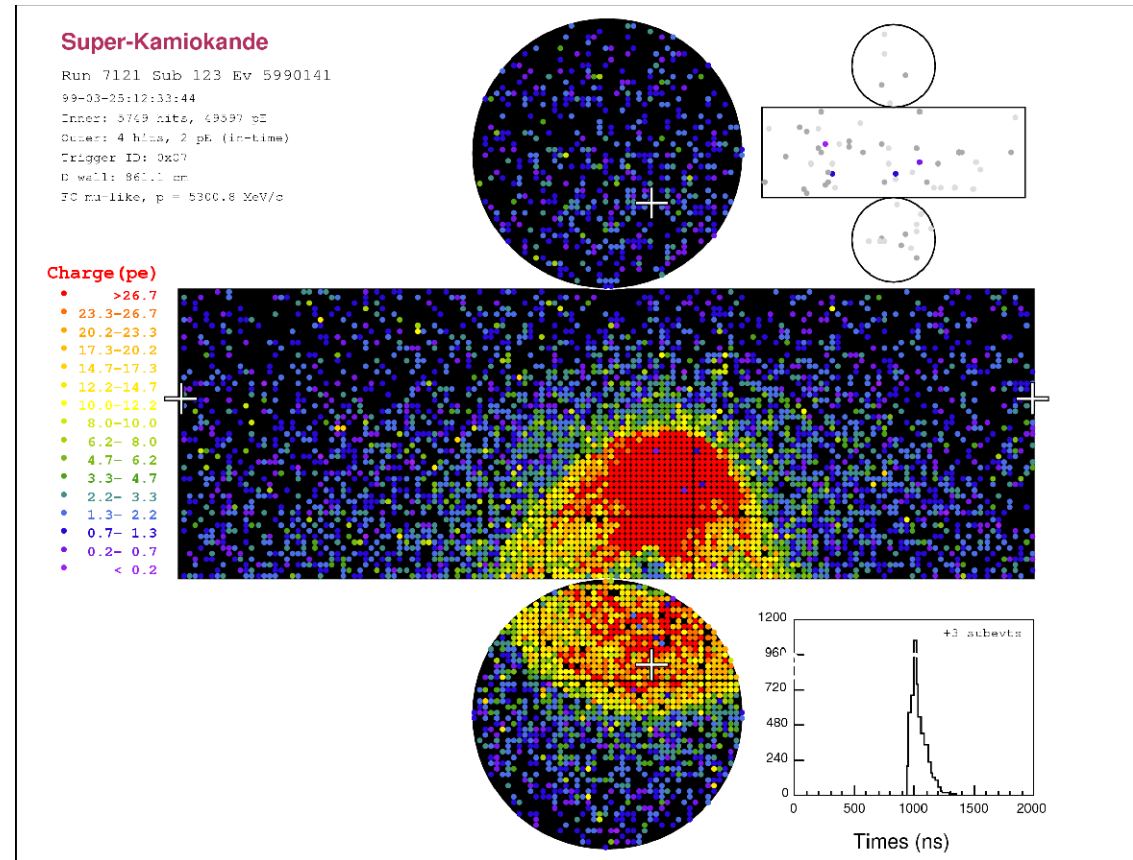 Super-Kamiokande
Run 7121 Sub 123 Ev 5990141
99-03-25:12:33:44
Inner: 5749 hits, 49597 pE
Outer: 4 hits, 2 pE (in-time)
Trigger ID: 0x07
D wall: 861.1 cm
FC mu-like, p = 5300.8 MeV/c
Charge(pe)
>26.7
23.3-26.7
20.2-23.3
17.3-20.2
14.7-17.3
12.2-14.7
10.0-12.2
8.0-10.0
6.2- 8.0
4.7- 6.2
3.3- 4.7
2.2- 3.3
1.3- 2.2
0.7- 1.3
0.2- 0.7
< 0.2
+3 subevts
1200
960
720
480
240
0
0 500 1000 1500 2000
Times (ns)